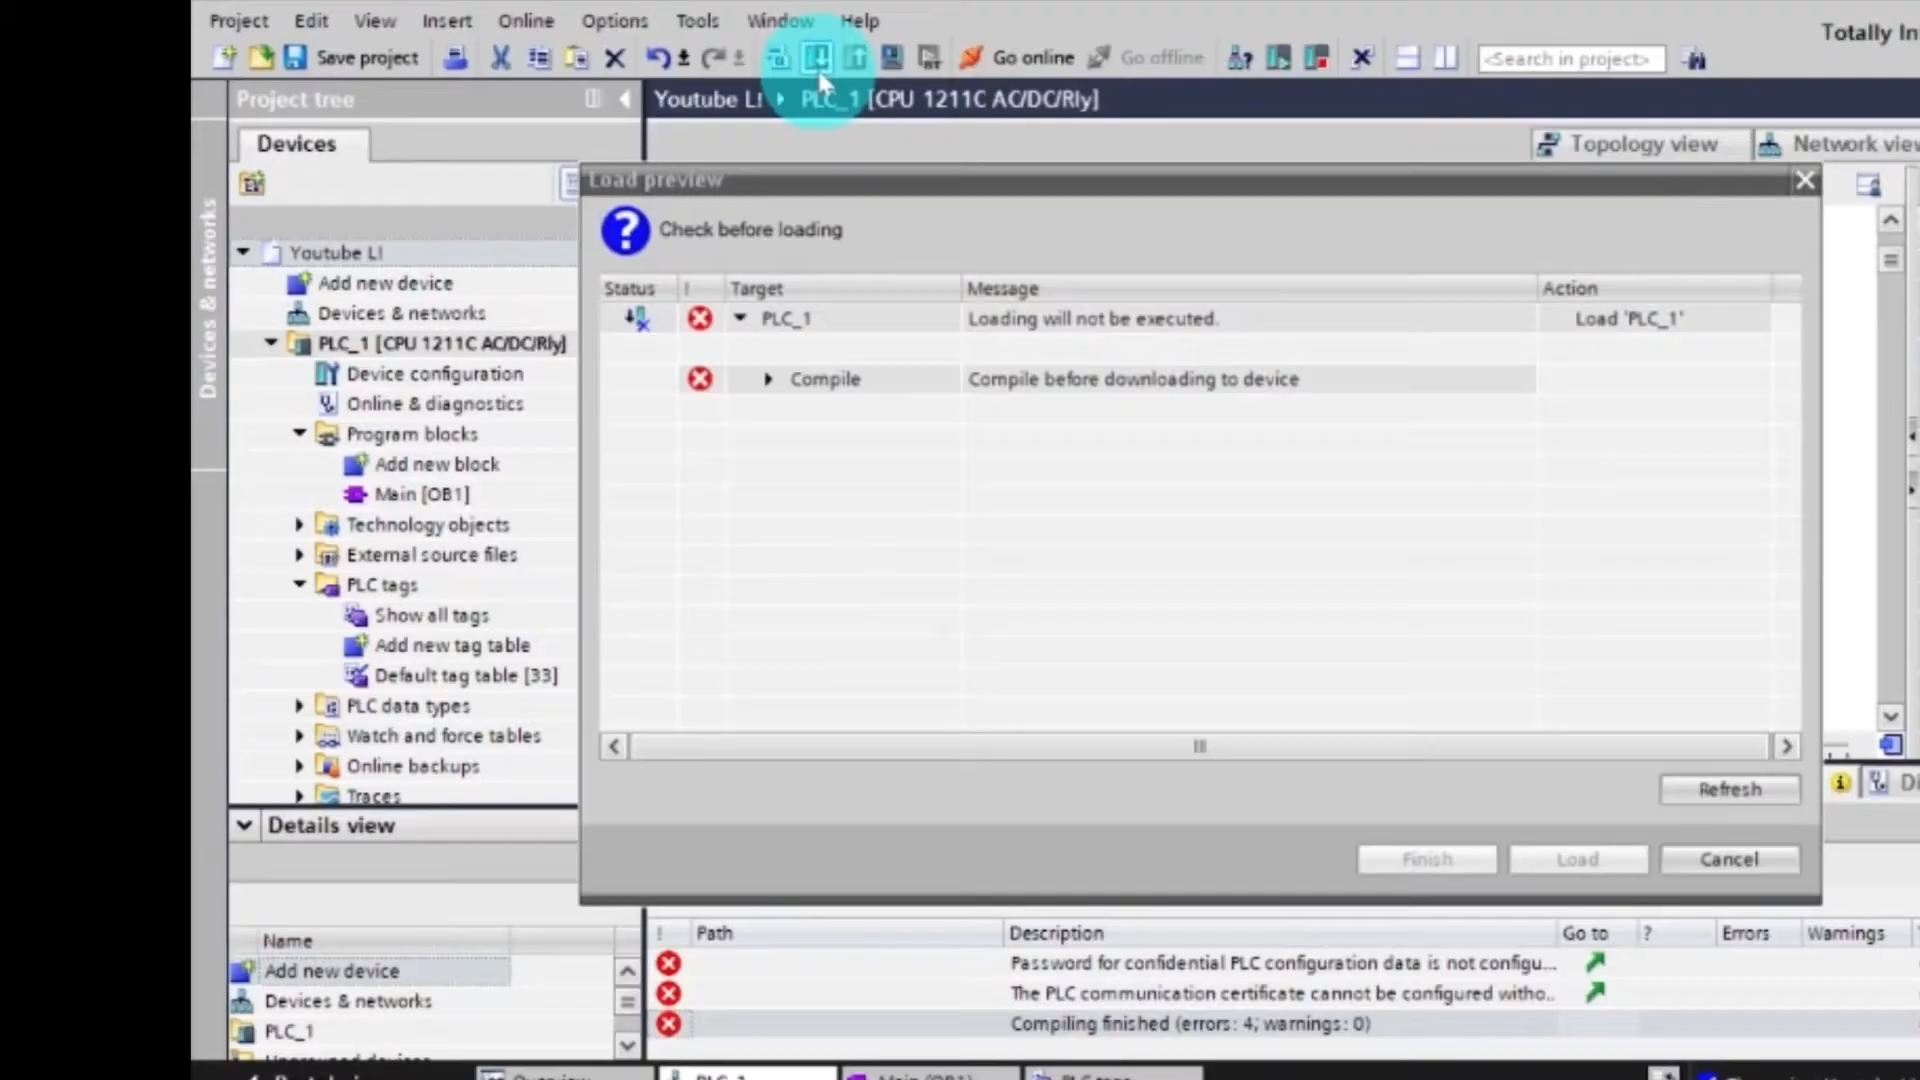 Project Edit View Insert Online Options Tools Window Help
Totally In
Save project
Go online
Go offline
<Search in project>
Project tree
Youtube L! PLC_1 [CPU 1211C AC/DC/Rly]
Devices
Topology view
Network view
Devices & networks
Youtube L!
Add new device
Devices & networks
PLC_1 [CPU 1211C AC/DC/Rly]
Device configuration
Online & diagnostics
Program blocks
Add new block
Main [OB1]
Technology objects
External source files
PLC tags
Show all tags
Add new tag table
Default tag table [33]
PLC data types
Watch and force tables
Online backups
Traces
Load preview
Check before loading
Status ! Target Message Action
PLC_1 Loading will not be executed. Load 'PLC_1'
Compile Compile before downloading to device
Refresh
Finish Load Cancel
Details view
Name
Add new device
Devices & networks
PLC_1
! Path Description Go to ? Errors Warnings
Password for confidential PLC configuration data is not configu...
The PLC communication certificate cannot be configured witho..
Compiling finished (errors: 4; warnings: 0)